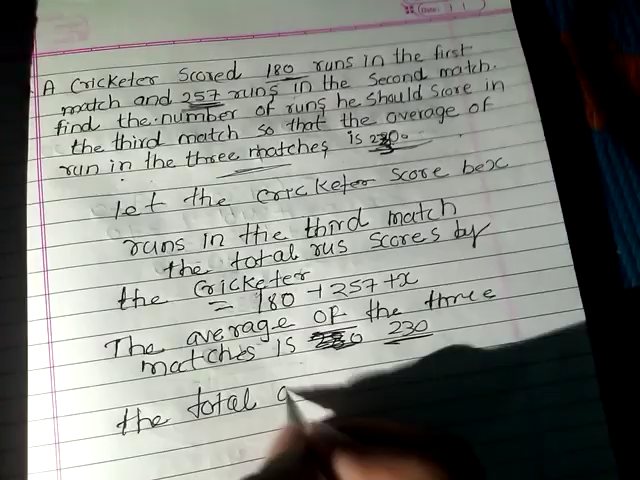 A Cricketer Scored 180 runs in the first
match and 257 runs in the Second match.
find the number of runs he should score in
the third match so that the average of
run in the three matches is 230.
let the cricketer score be x
runs in the third match
the total rus scores by
the Cricketer
= 180 + 257 + x
The average of the three
matches is 230
the total